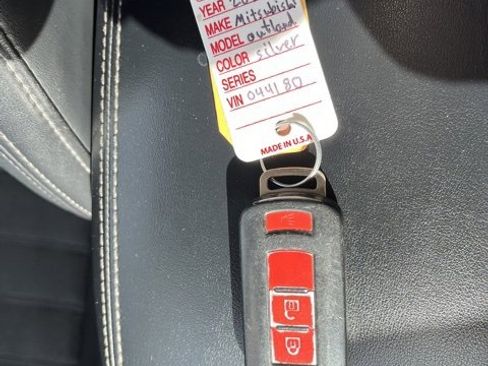 YEAR
MAKE Mitsubishi
MODEL outland
COLOR silver
SERIES
VIN 044180
MADE IN U.S.A